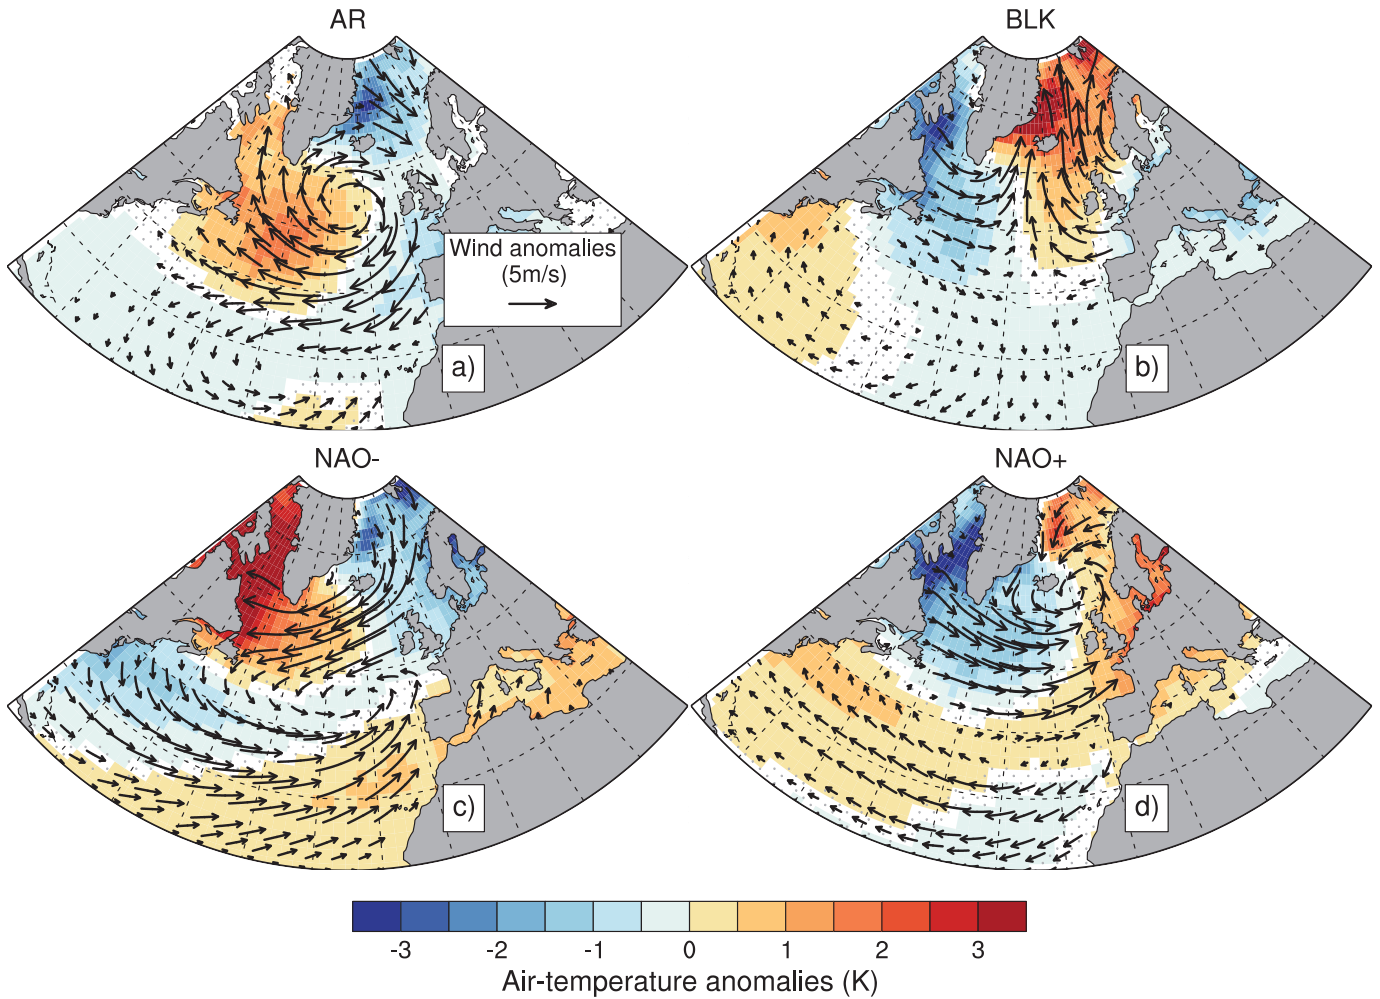 AR
BLK
Wind anomalies
(5m/s)
a)
b)
NAO-
NAO+
c)
d)
-3 -2 -1 0 1 2 3
Air-temperature anomalies (K)